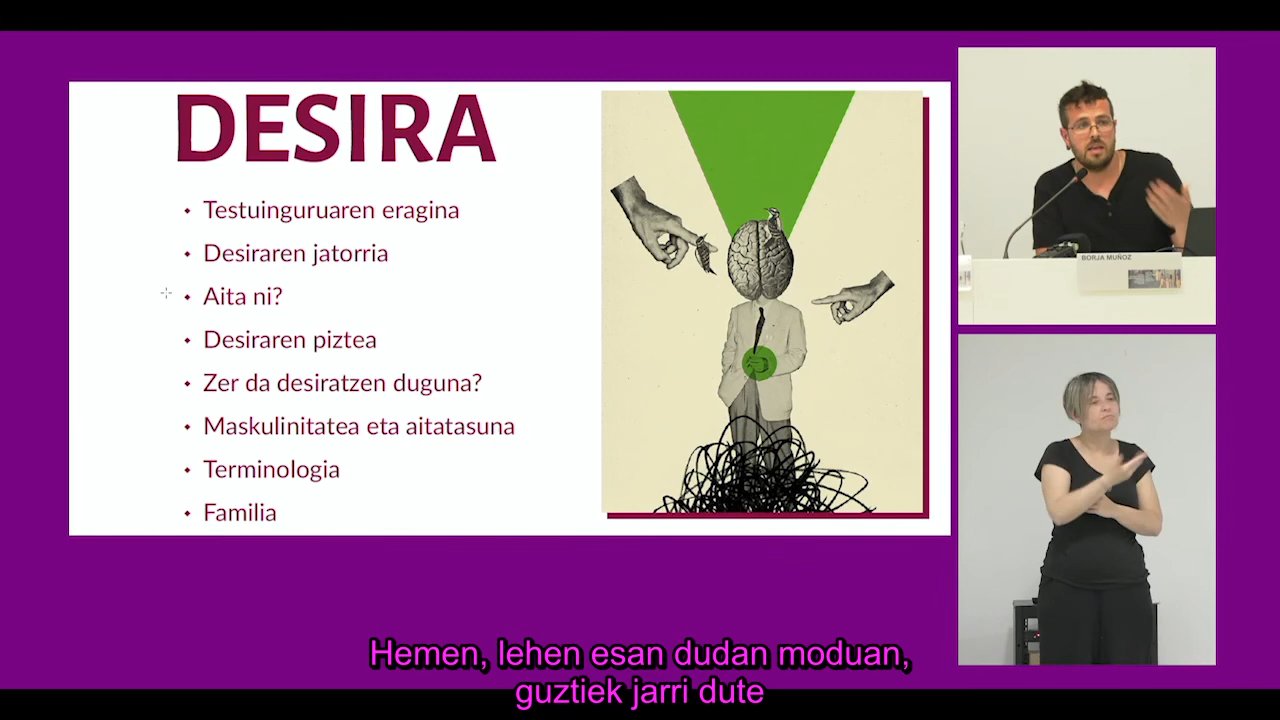 DESIRA
Testuinguruaren eragina
Desiraren jatorria
Aita ni?
Desiraren piztea
Zer da desiratzen duguna?
Maskulinitatea eta aitatasuna
Terminologia
Familia
BORJA MUÑOZ
Hemen, lehen esan dudan moduan,
guztiek jarri dute